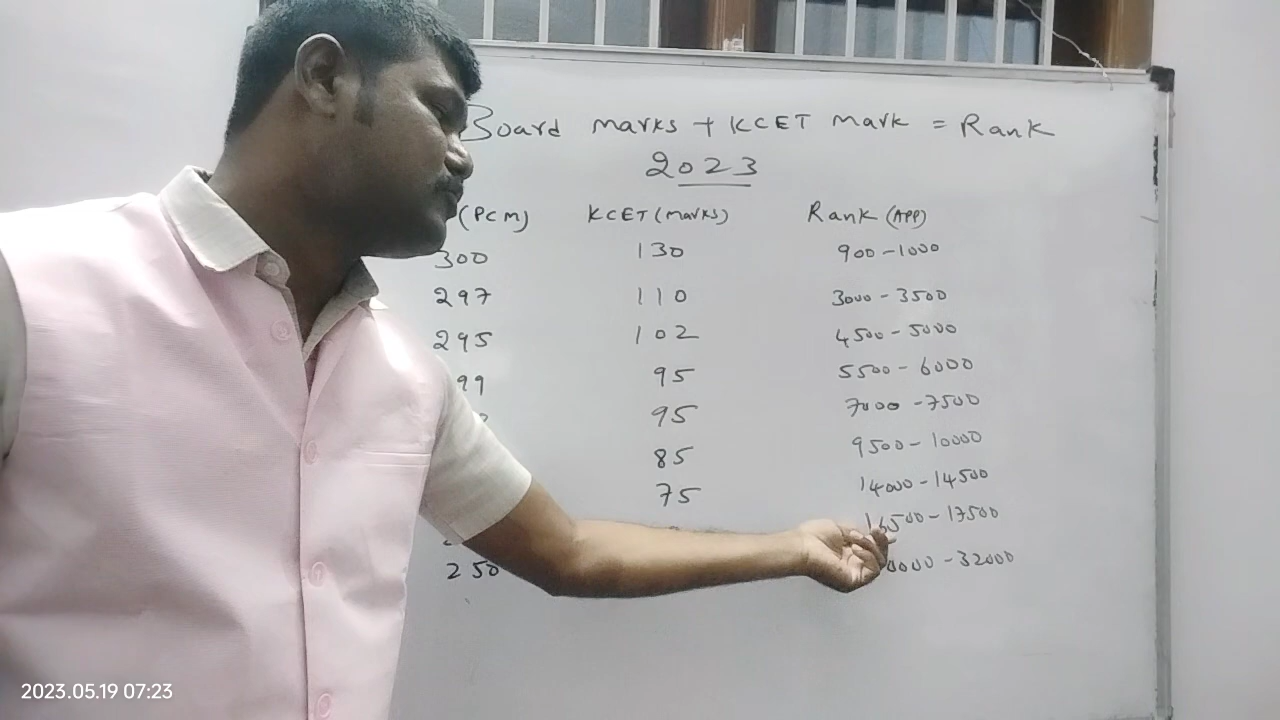 Board marks + KCET mark = Rank
2023
(PCM) KCET (marks) Rank (APP)
300 130 900-1000
297 110 3000-3500
295 102 4500-5000
99 95 5500-6000
95 7000-7500
85 9500-10000
75 14000-14500
16500-17500
250 0000-32000
2023.05.19 07:23